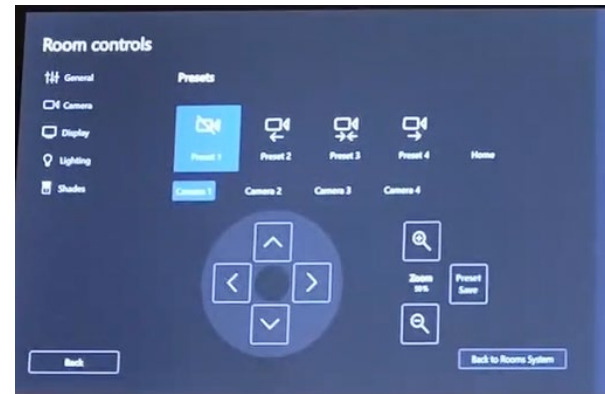 Room controls
General
Camera
Display
Lighting
Shades
Presets
Preset 1
Preset 2
Preset 3
Preset 4
Home
Camera 1
Camera 2
Camera 3
Camera 4
Zoom
Preset
Save
Back
Back to Rooms System